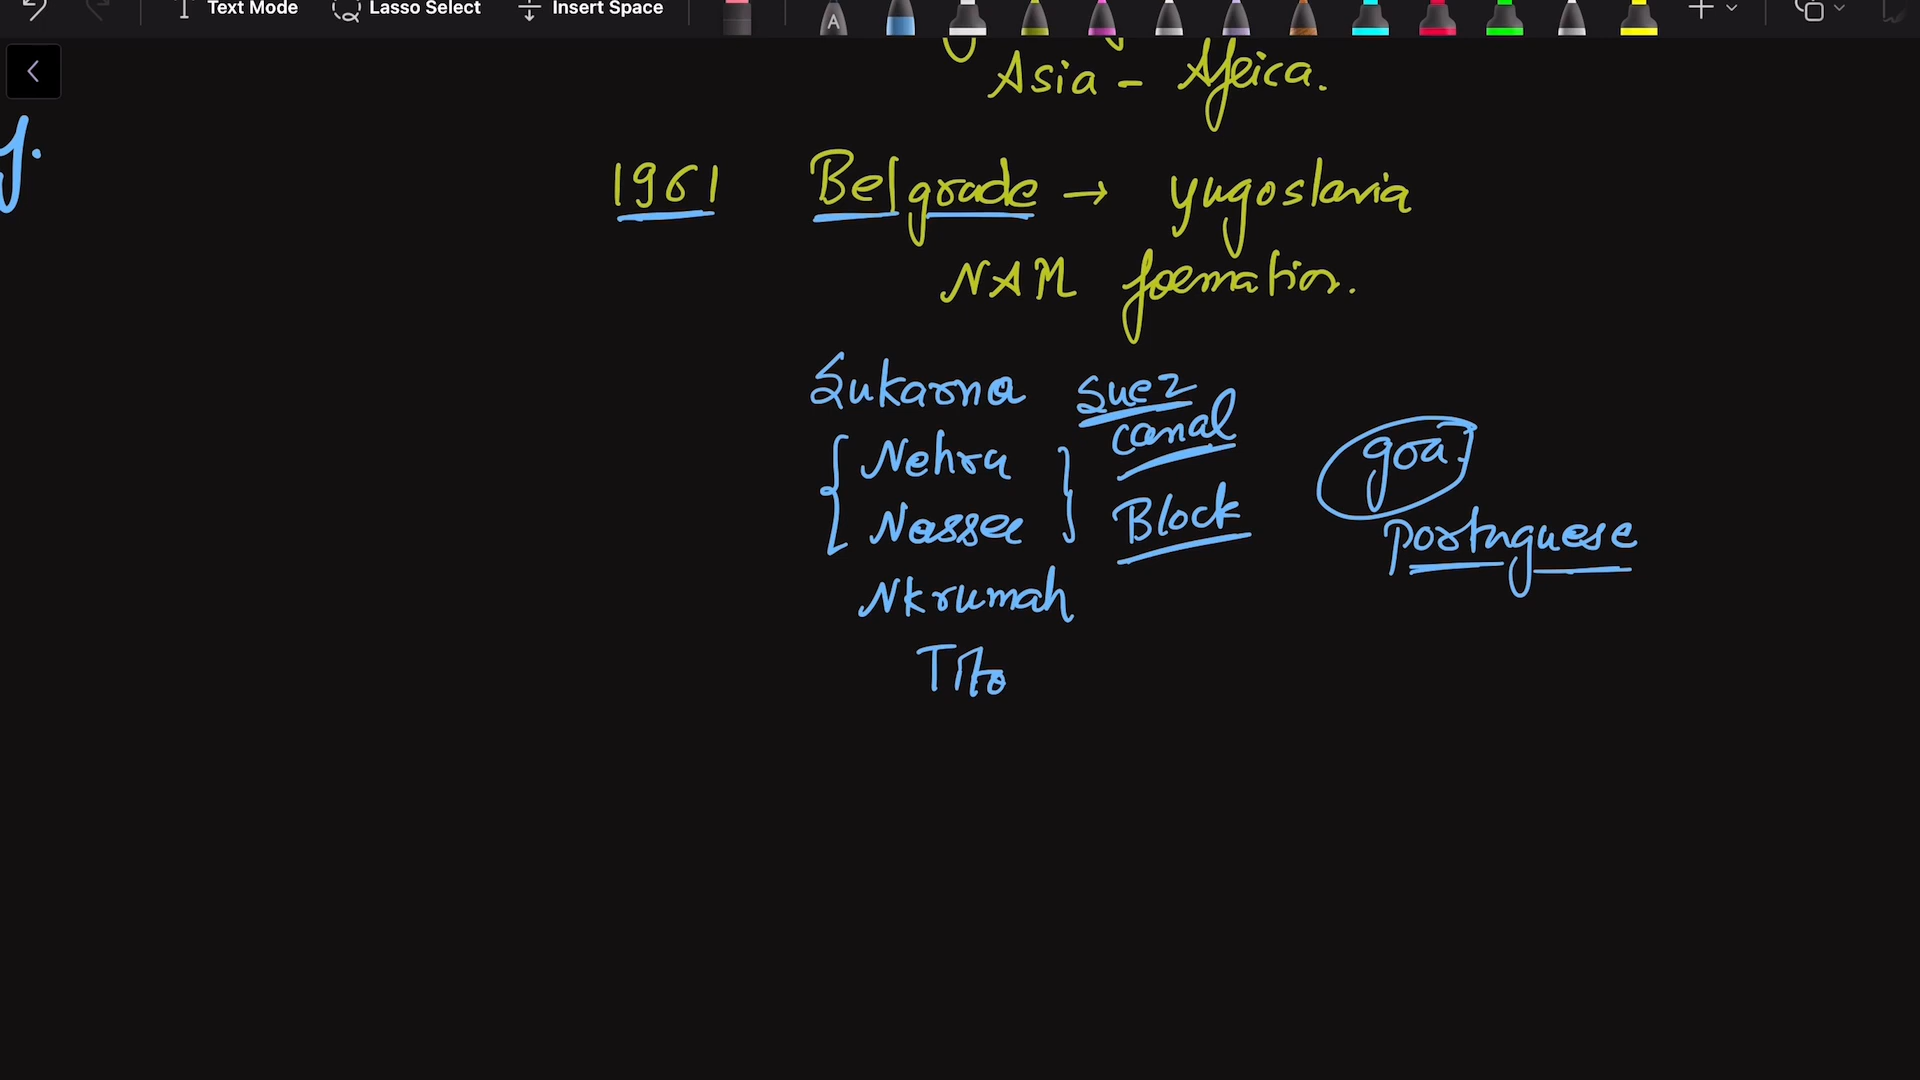 Text Mode Lasso Select Insert Space
A
Asia - Africa.
y.
1961 Belgrade → yugoslavia
NAM formation.
Sukarna suez
canal
Nehru
goa
Nasser
Block
portuguese
Nkrumah
Tito